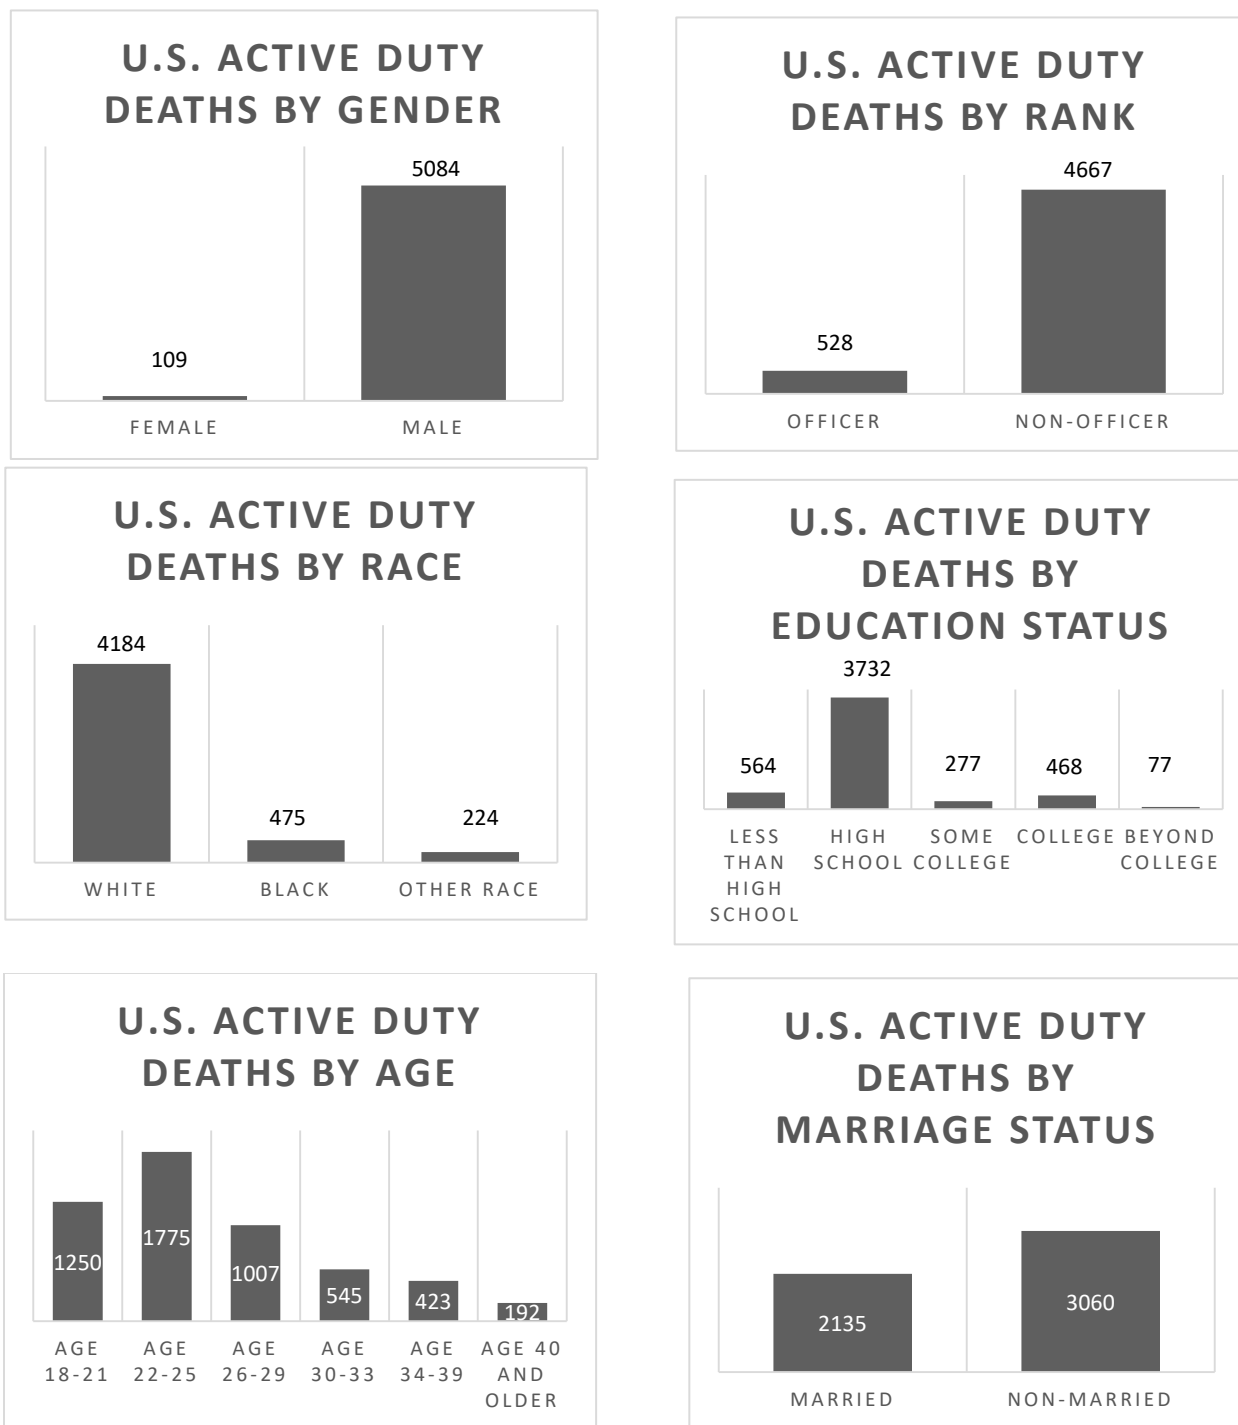 U.S. ACTIVE DUTY
DEATHS BY GENDER
5084
109
FEMALE MALE
U.S. ACTIVE DUTY
DEATHS BY RANK
4667
528
OFFICER NON-OFFICER
U.S. ACTIVE DUTY
DEATHS BY RACE
4184
475 224
WHITE BLACK OTHER RACE
U.S. ACTIVE DUTY
DEATHS BY
EDUCATION STATUS
3732
564 277 468 77
LESS HIGH SOME COLLEGE BEYOND
THAN SCHOOL COLLEGE COLLEGE
HIGH
SCHOOL
U.S. ACTIVE DUTY
DEATHS BY AGE
1250 1775 1007 545 423 192
AGE AGE AGE AGE AGE AGE 40
18-21 22-25 26-29 30-33 34-39 AND
OLDER
U.S. ACTIVE DUTY
DEATHS BY
MARRIAGE STATUS
2135 3060
MARRIED NON-MARRIED